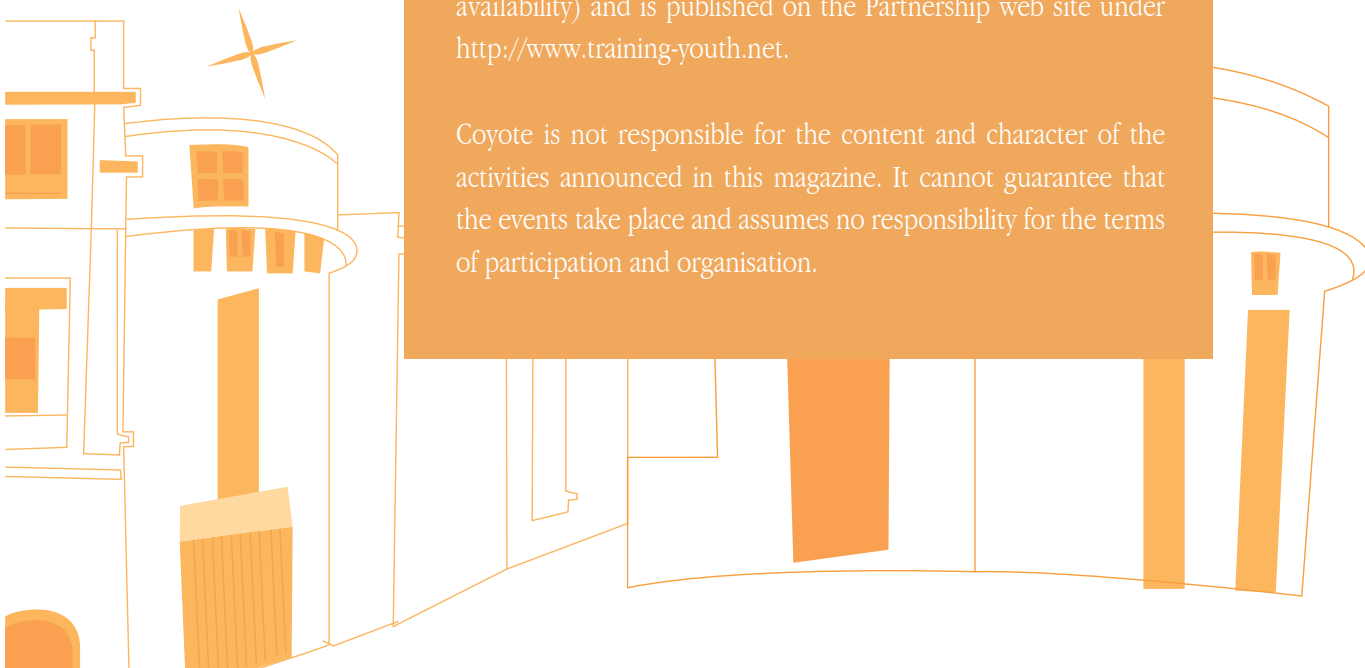 availability) and is published on the Partnership web site under
http://www.training-youth.net.
Coyote is not responsible for the content and character of the
activities announced in this magazine. It cannot guarantee that
the events take place and assumes no responsibility for the terms
of participation and organisation.